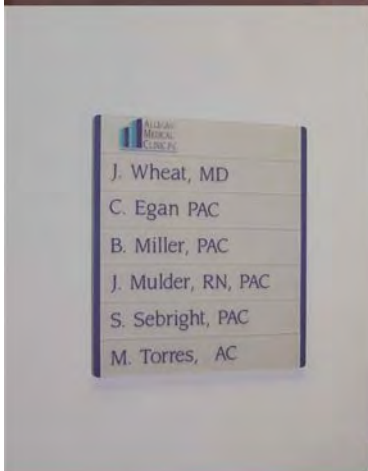 MEDICAL
CLINIC P.C.
J. Wheat, MD
C. Egan PAC
B. Miller, PAC
J. Mulder, RN, PAC
S. Sebright, PAC
M. Torres, AC